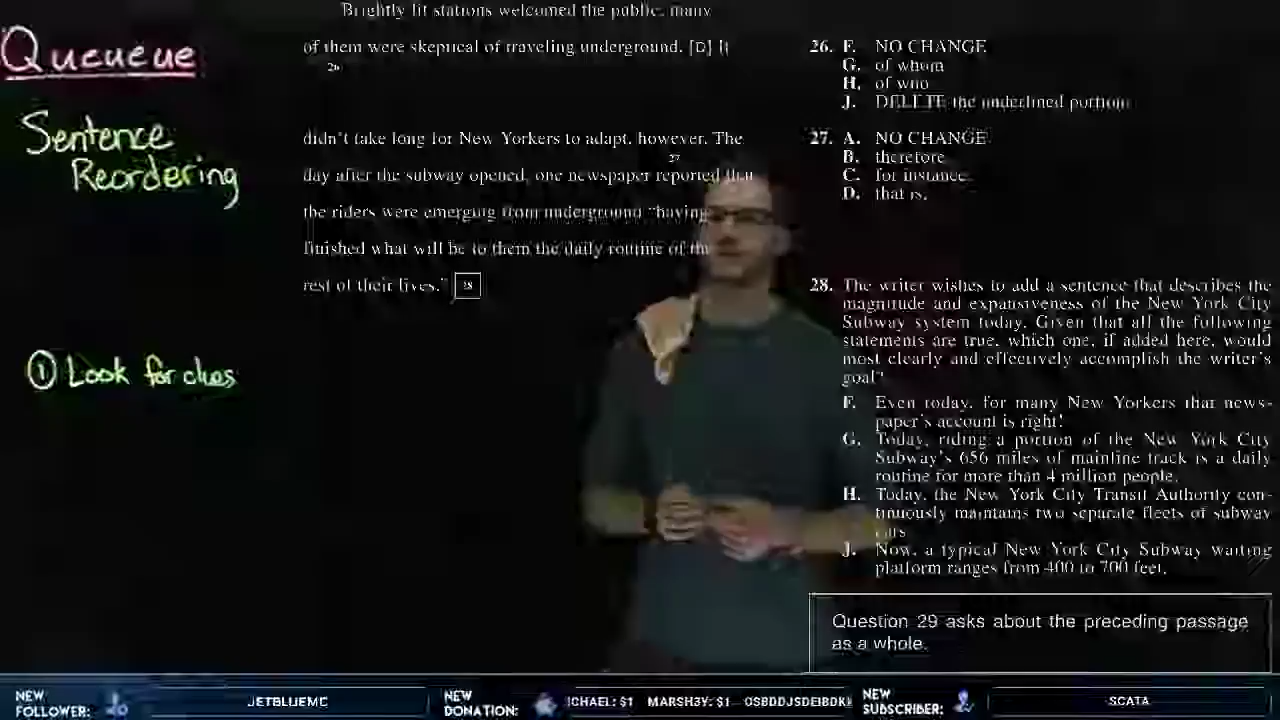 Queueue
Sentence
Reordering
① Look for clues
Brightly lit stations welcomed the public, many
of them were skeptical of traveling underground. [D] It
26
didn't take long for New Yorkers to adapt, however. The
27
day after the subway opened, one newspaper reported that
the riders were emerging from underground "having
finished what will be to them the daily routine of the
rest of their lives." 28
26. F. NO CHANGE
G. of whom
H. of who
J. DELETE the underlined portion
27. A. NO CHANGE
B. therefore
C. for instance.
D. that is,
28. The writer wishes to add a sentence that describes the
magnitude and expansiveness of the New York City
Subway system today. Given that all the following
statements are true, which one, if added here, would
most clearly and effectively accomplish the writer's
goal?
F. Even today, for many New Yorkers that news-
paper's account is right!
G. Today, riding a portion of the New York City
Subway's 656 miles of mainline track is a daily
routine for more than 4 million people.
H. Today, the New York City Transit Authority con-
tinuously maintains two separate fleets of subway
cars.
J. Now, a typical New York City Subway waiting
platform ranges from 400 to 700 feet.
Question 29 asks about the preceding passage
as a whole.
NEW
FOLLOWER:
JETBLUEMC
NEW
DONATION:
ICHAEL: $1 MARSH3Y: $1
NEW
SUBSCRIBER:
SCATA